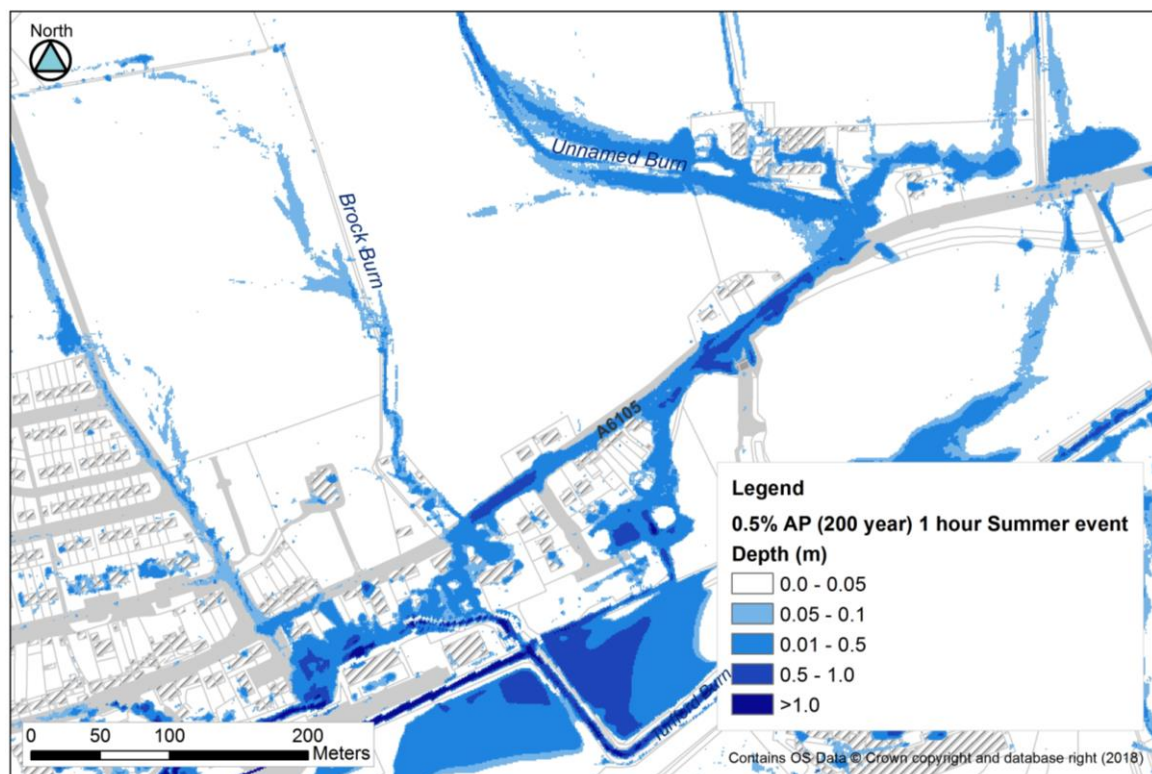 North
Unnamed Burn
Brock Burn
A6105
Turfford Burn
Legend
0.5% AP (200 year) 1 hour Summer event
Depth (m)
0.0 - 0.05
0.05 - 0.1
0.01 - 0.5
0.5 - 1.0
>1.0
0 50 100 200
Meters
Contains OS Data © Crown copyright and database right (2018)